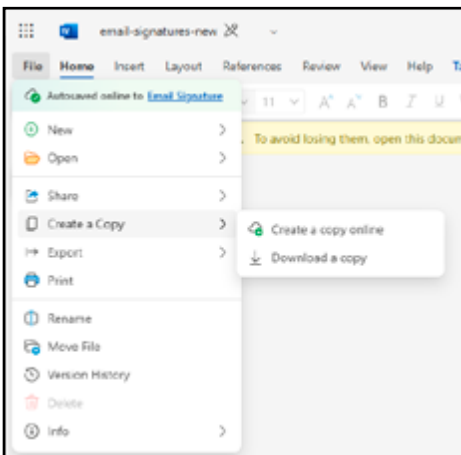 email-signatures-new
File Home Insert Layout References Review View Help
Autosaved online to Email Signature
11 A A B I U
New
To avoid losing them, open this docum
Open
Share
Create a Copy
Create a copy online
Export
Download a copy
Print
Rename
Move File
Version History
Delete
Info